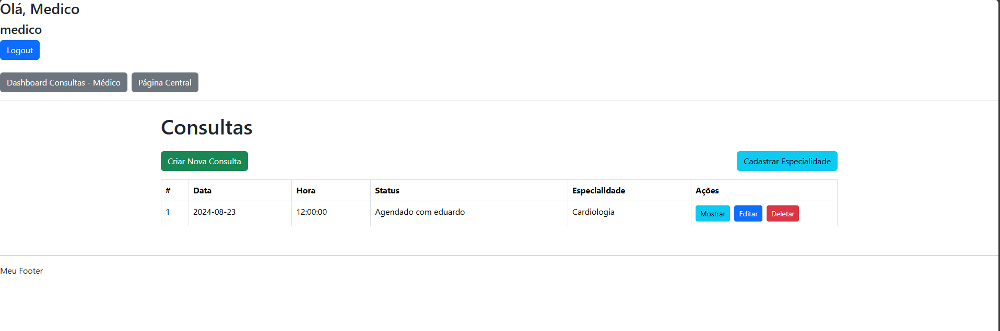 Olá, Medico
medico
Logout
Dashboard Consultas - Médico Página Central
Consultas
Criar Nova Consulta Cadastrar Especialidade
# Data Hora Status Especialidade Ações
1 2024-08-23 12:00:00 Agendado com eduardo Cardiologia Mostrar Editar Deletar
Meu Footer